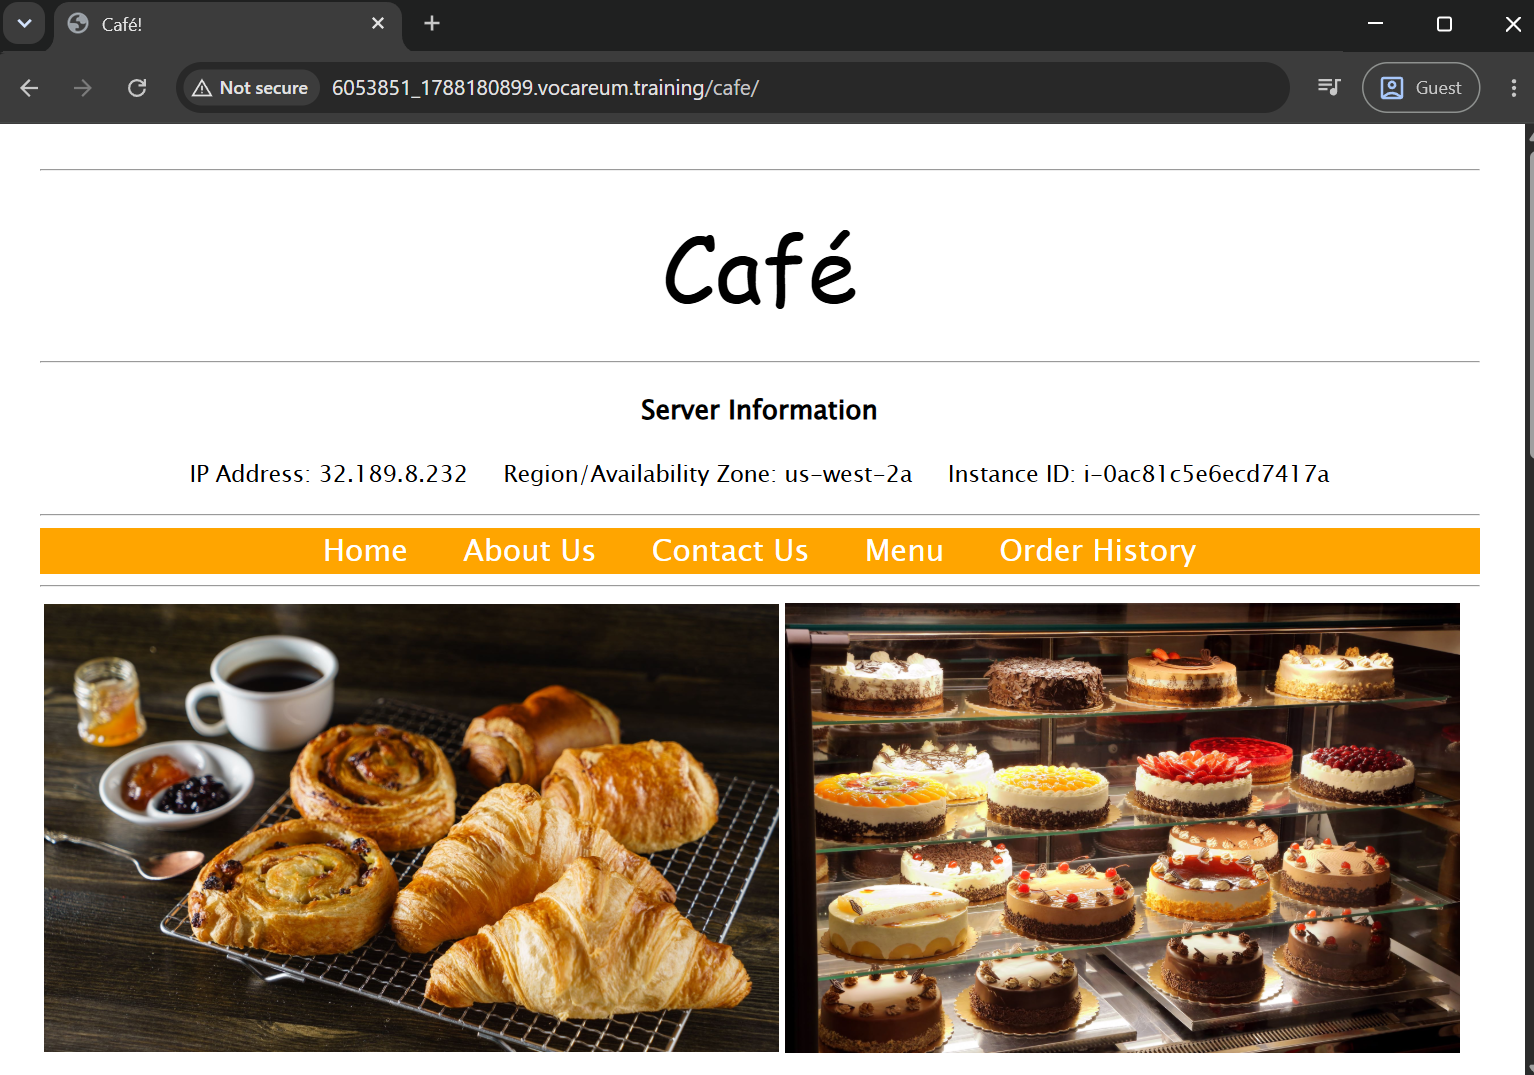 Café!
Not secure 6053851_1788180899.vocareum.training/cafe/ Guest
Café
Server Information
IP Address: 32.189.8.232 Region/Availability Zone: us-west-2a Instance ID: i-0ac81c5e6ecd7417a
Home About Us Contact Us Menu Order History